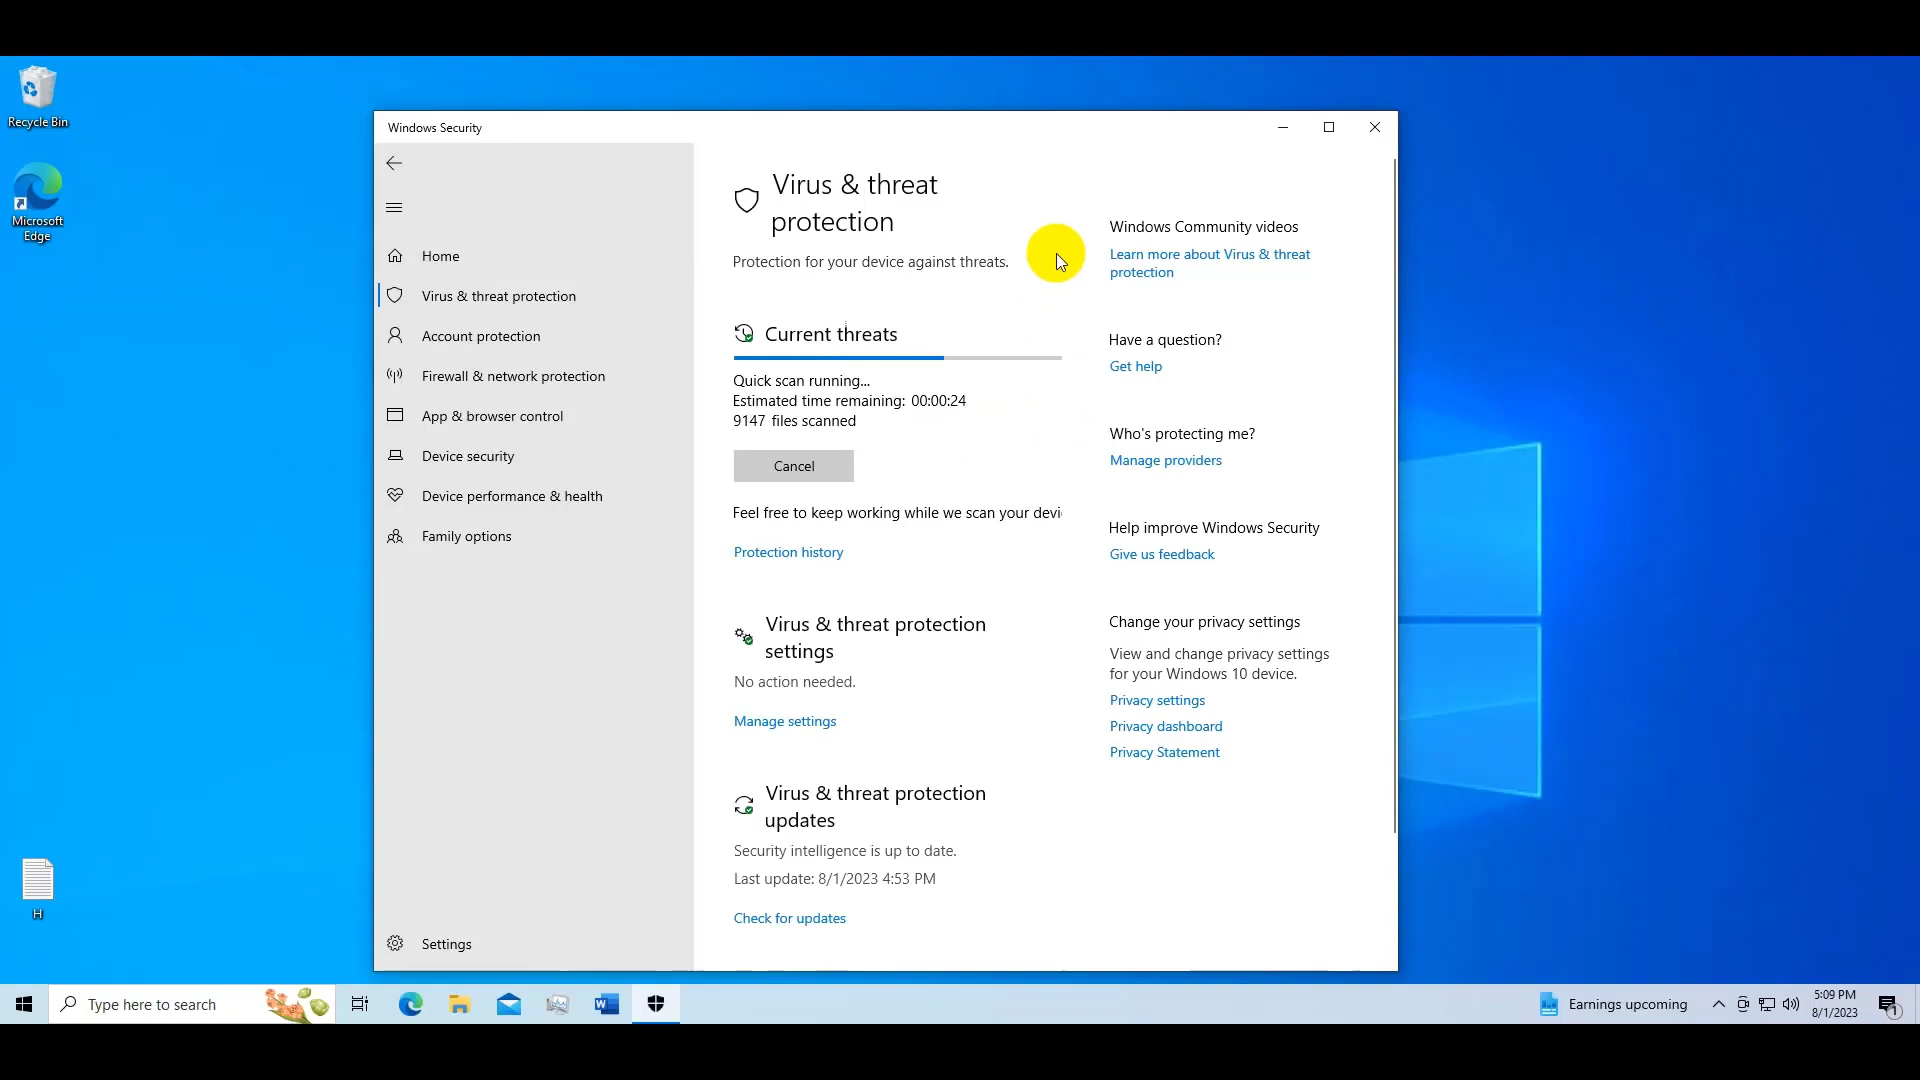 Recycle Bin
Microsoft
Edge
H
Windows Security
Home
Virus & threat protection
Account protection
Firewall & network protection
App & browser control
Device security
Device performance & health
Family options
Settings
Virus & threat
protection
Protection for your device against threats.
Current threats
Quick scan running...
Estimated time remaining: 00:00:24
9147 files scanned
Cancel
Feel free to keep working while we scan your devi
Protection history
Virus & threat protection
settings
No action needed.
Manage settings
Virus & threat protection
updates
Security intelligence is up to date.
Last update: 8/1/2023 4:53 PM
Check for updates
Windows Community videos
Learn more about Virus & threat
protection
Have a question?
Get help
Who's protecting me?
Manage providers
Help improve Windows Security
Give us feedback
Change your privacy settings
View and change privacy settings
for your Windows 10 device.
Privacy settings
Privacy dashboard
Privacy Statement
Type here to search
W
Earnings upcoming
5:09 PM
8/1/2023
1